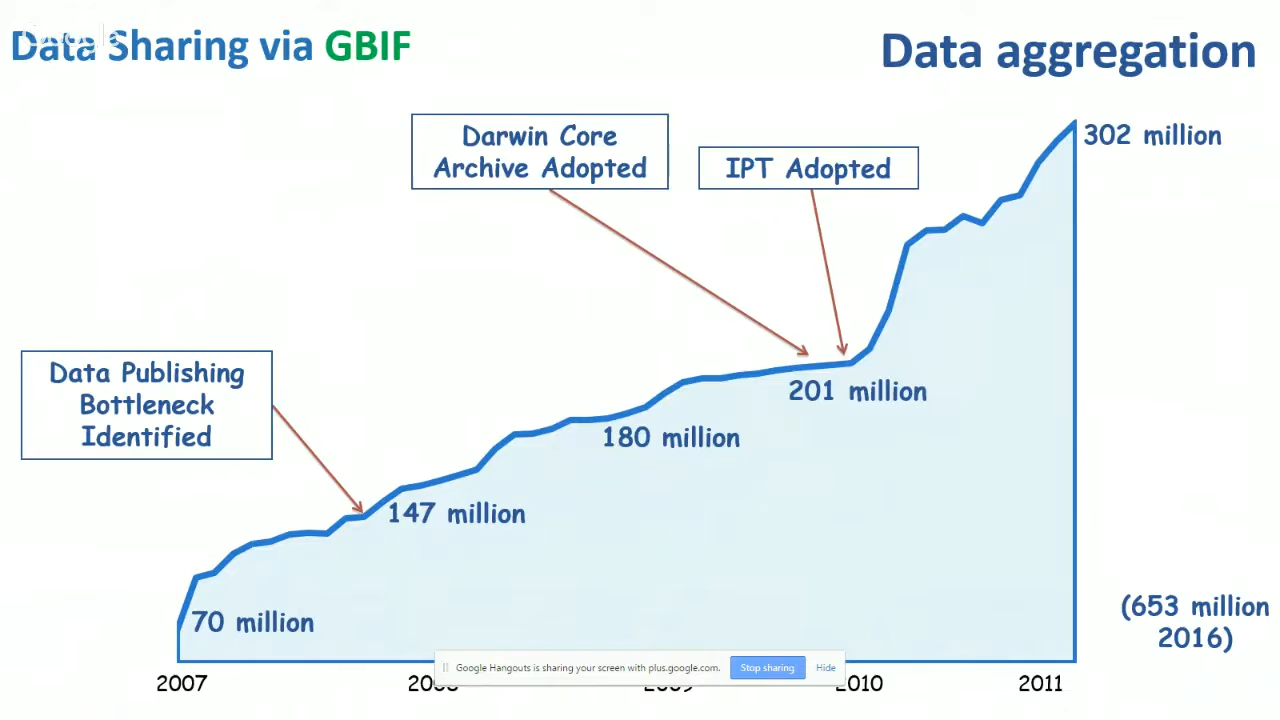 Data Sharing via GBIF
Data aggregation
Darwin Core
Archive Adopted
IPT Adopted
302 million
Data Publishing
Bottleneck
Identified
201 million
180 million
147 million
70 million
(653 million
2016)
Google Hangouts is sharing your screen with plus.google.com.
Stop sharing
Hide
2007
2008
2009
2010
2011